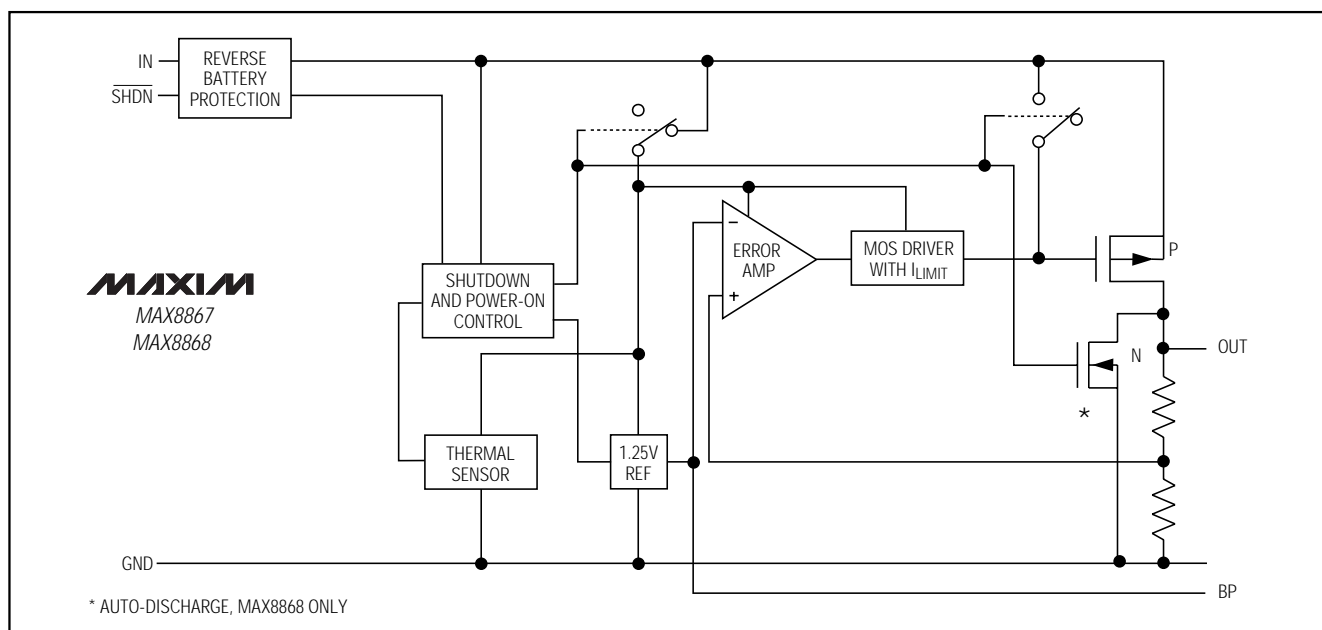 IN
SHDN
REVERSE
BATTERY
PROTECTION
MAXIM
MAX8867
MAX8868
SHUTDOWN
AND POWER-ON
CONTROL
THERMAL
SENSOR
1.25V
REF
−
ERROR
AMP
+
MOS DRIVER
WITH ILIMIT
P
N
*
OUT
GND
BP
* AUTO-DISCHARGE, MAX8868 ONLY